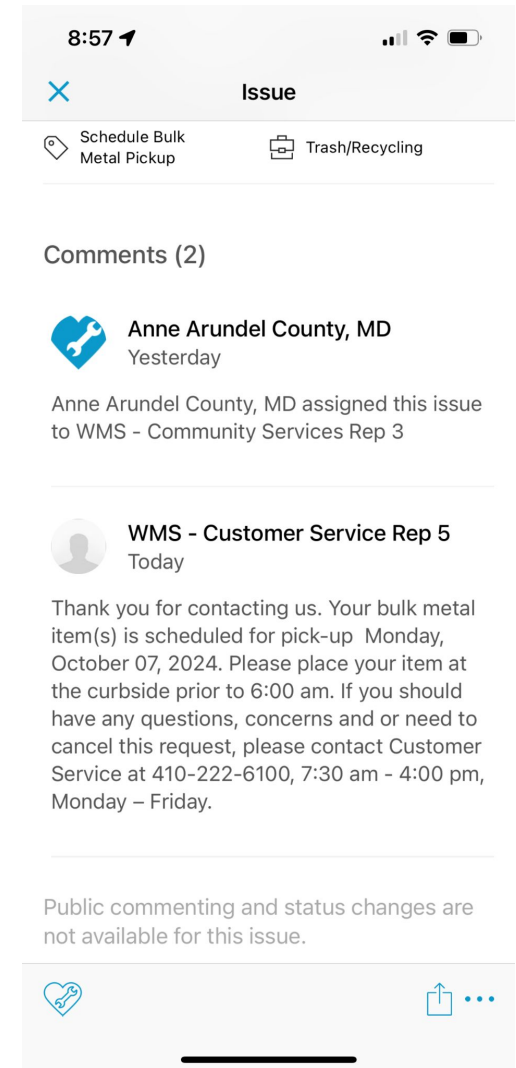 8:57
Issue
Schedule Bulk
Metal Pickup
Trash/Recycling
Comments (2)
Anne Arundel County, MD
Yesterday
Anne Arundel County, MD assigned this issue
to WMS - Community Services Rep 3
WMS - Customer Service Rep 5
Today
Thank you for contacting us. Your bulk metal
item(s) is scheduled for pick-up  Monday,
October 07, 2024. Please place your item at
the curbside prior to 6:00 am. If you should
have any questions, concerns and or need to
cancel this request, please contact Customer
Service at 410-222-6100, 7:30 am - 4:00 pm,
Monday – Friday.
Public commenting and status changes are
not available for this issue.